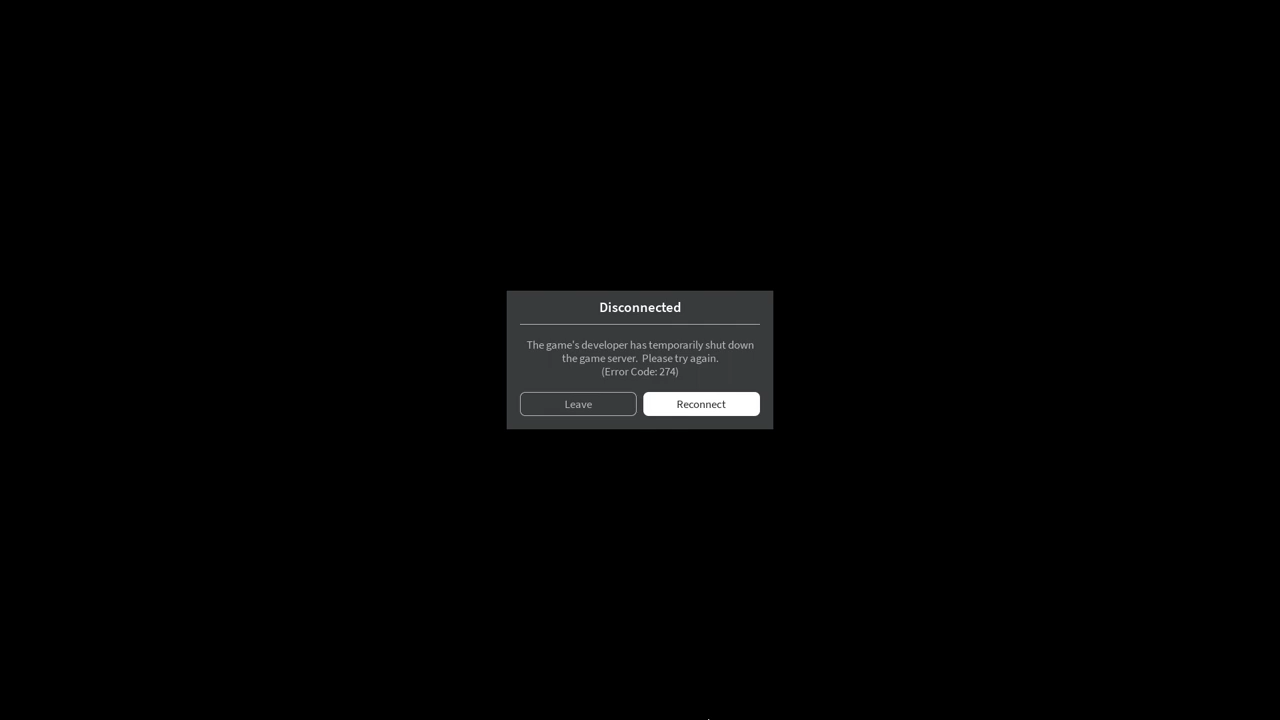 Disconnected
The game's developer has temporarily shut down
the game server.  Please try again.
(Error Code: 274)
Leave
Reconnect